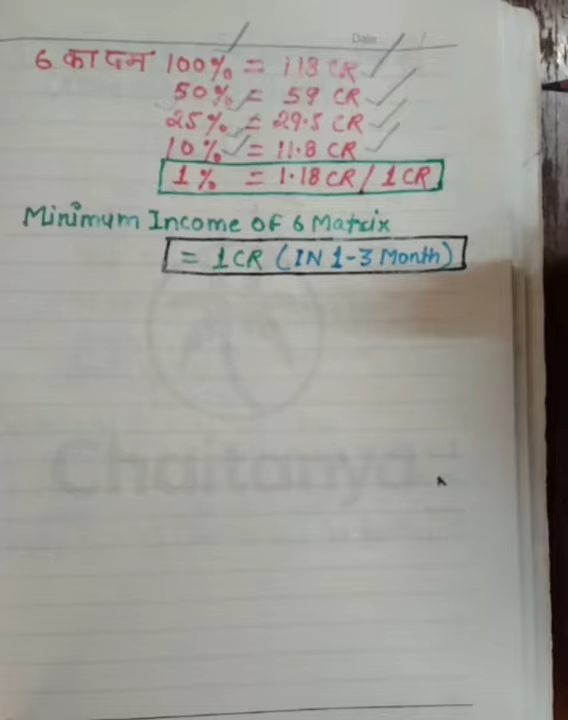 Date
6 का दम 100% = 118 CR
50% = 59 CR
25% = 29.5 CR
10% = 11.8 CR
1% = 1.18 CR / 1 CR
Minimum Income of 6 Matrix
= 1 CR (IN 1-3 Month)
Chaitanya